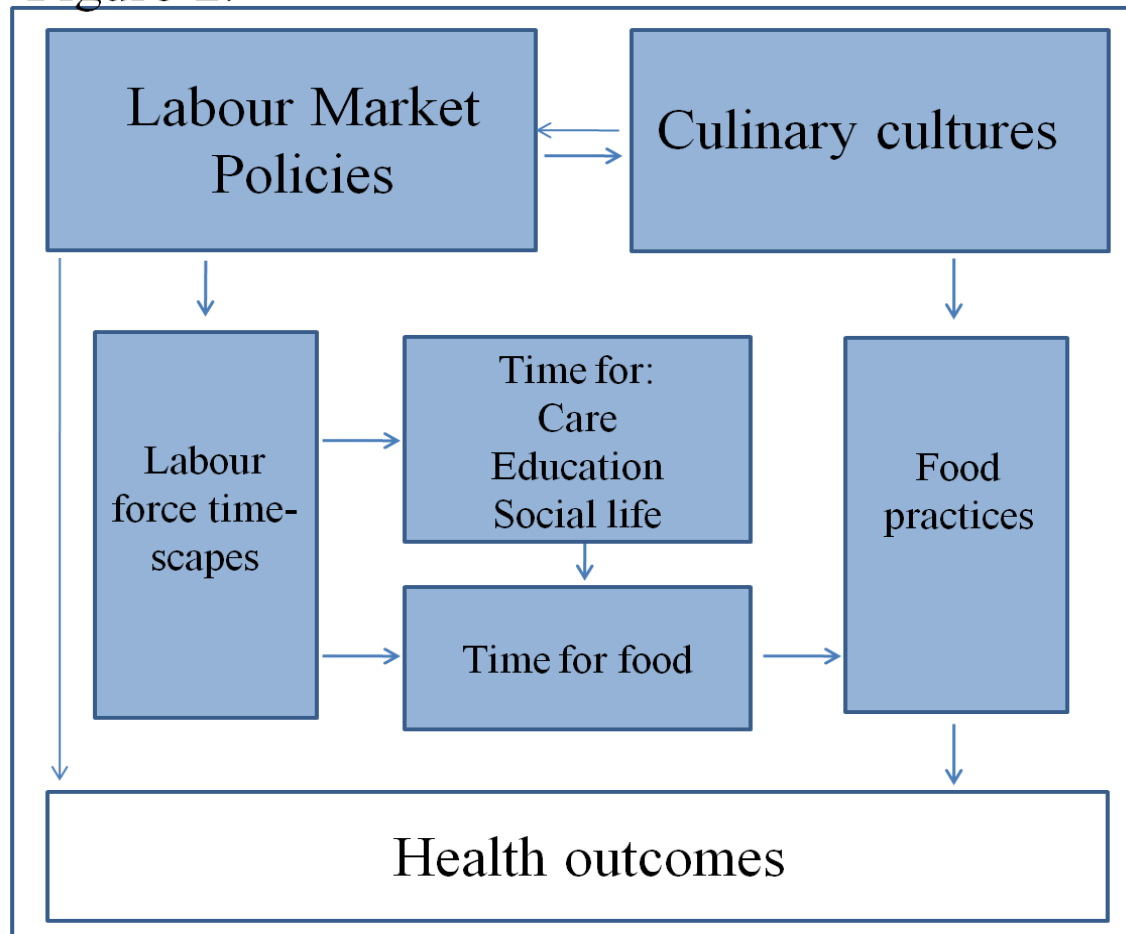 Labour Market
Policies
Culinary cultures
Time for:
Care
Education
Social life
Labour
force time-
scapes
Food
practices
Time for food
Health outcomes